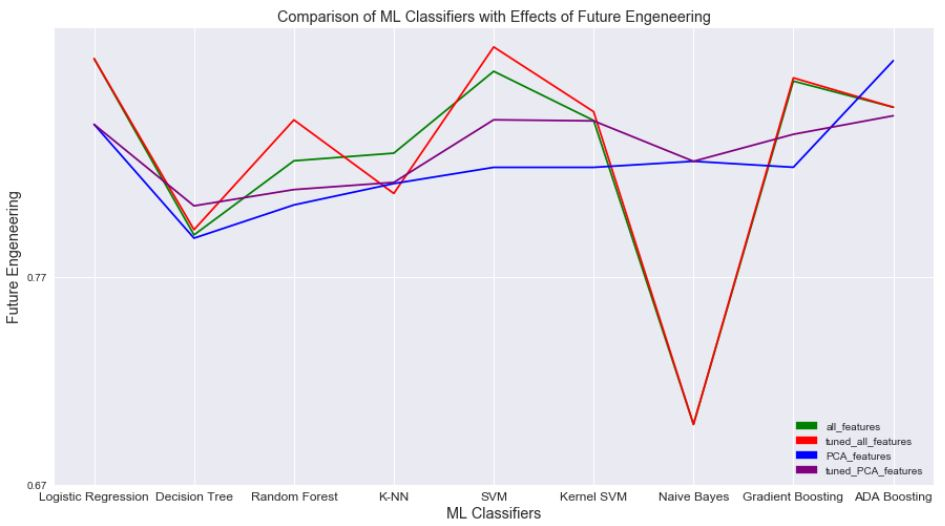 Comparison of ML Classifiers with Effects of Future Engeneering
Future Engeneering
0.77
0.67
all_features
tuned_all_features
PCA_features
tuned_PCA_features
Logistic Regression Decision Tree Random Forest K-NN SVM Kernel SVM Naive Bayes Gradient Boosting ADA Boosting
ML Classifiers